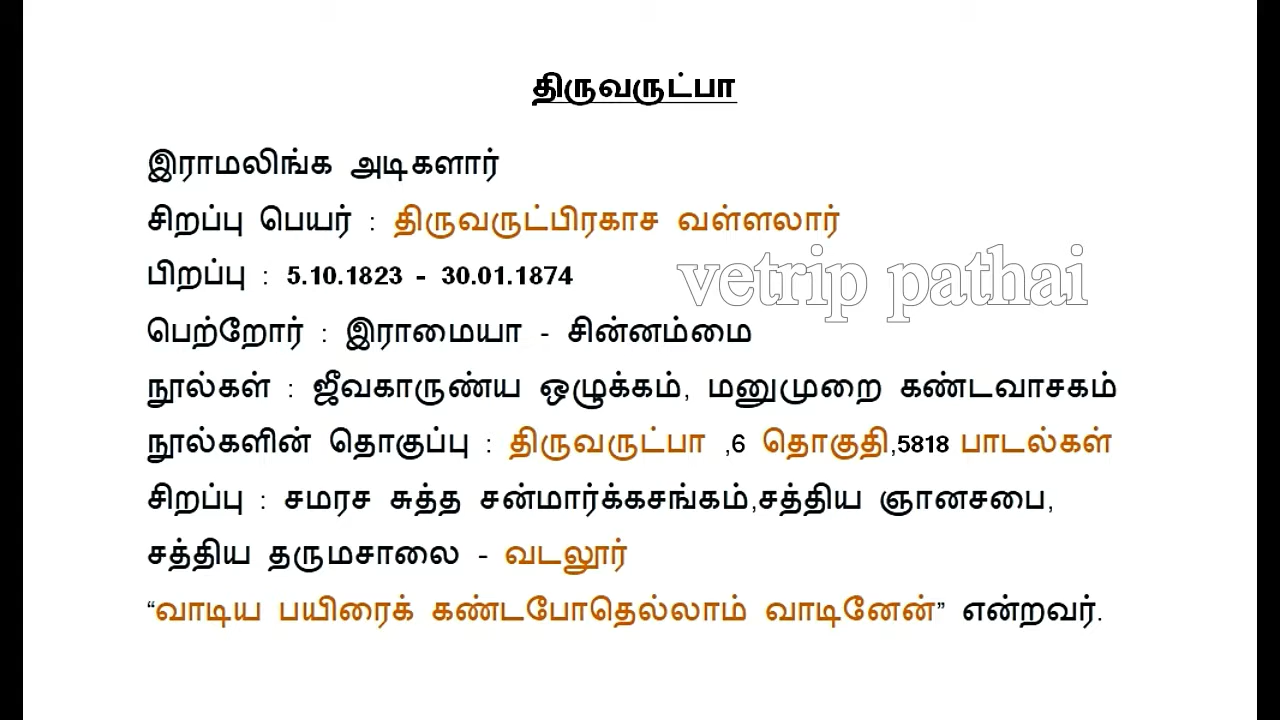 திருவருட்பா
இராமலிங்க அடிகளார்
சிறப்பு பெயர் : திருவருட்பிரகாச வள்ளலார்
பிறப்பு : 5.10.1823 - 30.01.1874
vetrip pathai
பெற்றோர் : இராமையா - சின்னம்மை
நூல்கள் : ஜீவகாருண்ய ஒழுக்கம், மனுமுறை கண்டவாசகம்
நூல்களின் தொகுப்பு : திருவருட்பா ,6 தொகுதி,5818 பாடல்கள்
சிறப்பு : சமரச சுத்த சன்மார்க்கசங்கம்,சத்திய ஞானசபை,
சத்திய தருமசாலை - வடலூர்
“வாடிய பயிரைக் கண்டபோதெல்லாம் வாடினேன்” என்றவர்.